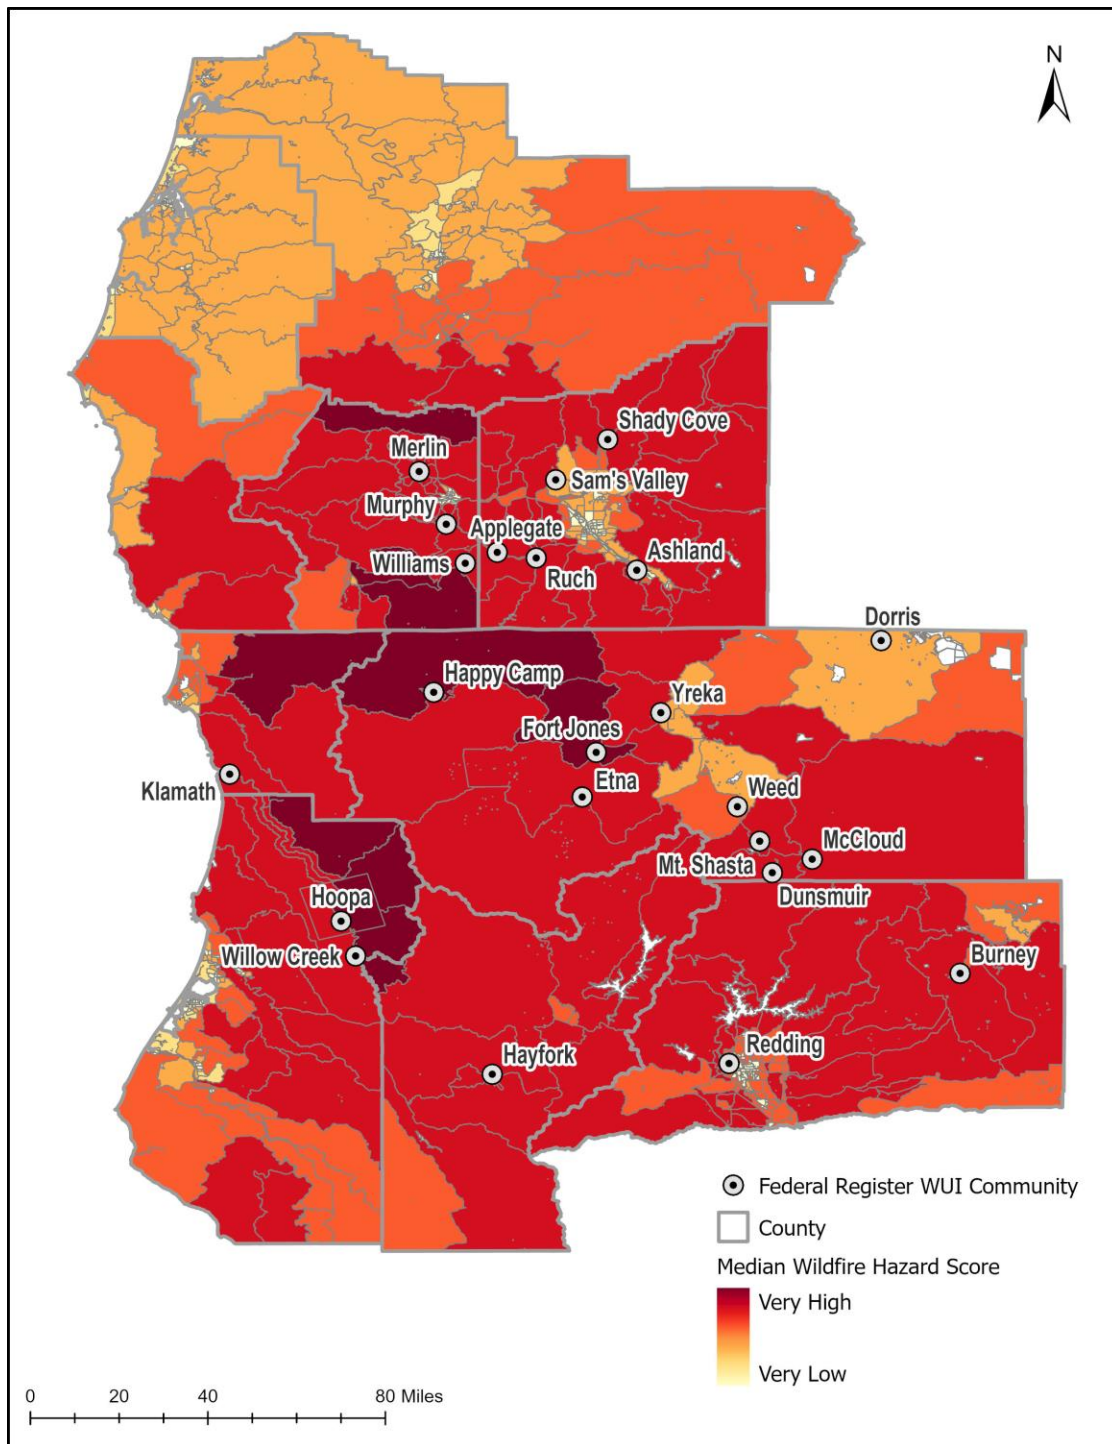 N
Shady Cove
Merlin
Sam's Valley
Murphy
Applegate
Williams
Ruch
Ashland
Dorris
Happy Camp
Yreka
Fort Jones
Etna
Klamath
Weed
McCloud
Mt. Shasta
Dunsmuir
Hoopa
Willow Creek
Burney
Redding
Hayfork
Federal Register WUI Community
County
Median Wildfire Hazard Score
Very High
Very Low
0 20 40 80 Miles